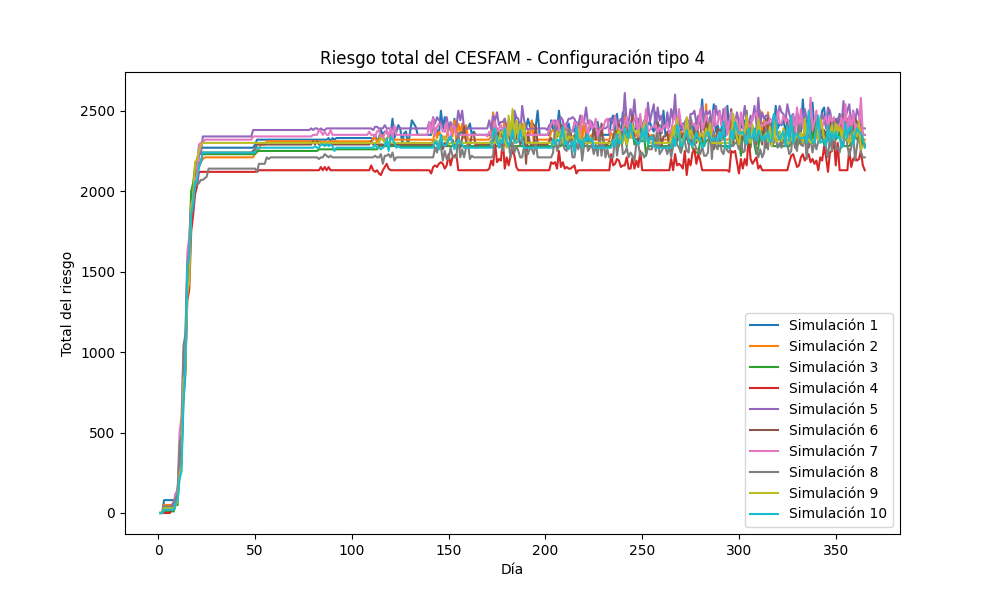 Riesgo total del CESFAM - Configuración tipo 4
Total del riesgo
2500
2000
1500
1000
500
0
0 50 100 150 200 250 300 350
Día
Simulación 1
Simulación 2
Simulación 3
Simulación 4
Simulación 5
Simulación 6
Simulación 7
Simulación 8
Simulación 9
Simulación 10